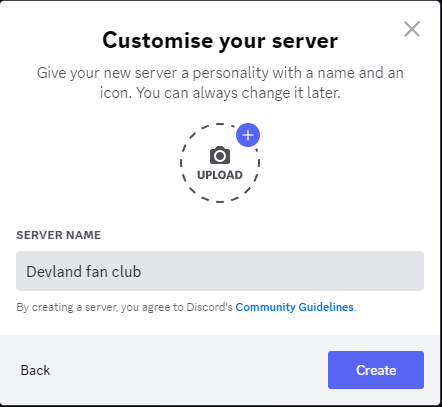 Customise your server
Give your new server a personality with a name and an
icon. You can always change it later.
UPLOAD
SERVER NAME
Devland fan club
By creating a server, you agree to Discord's Community Guidelines.
Back
Create